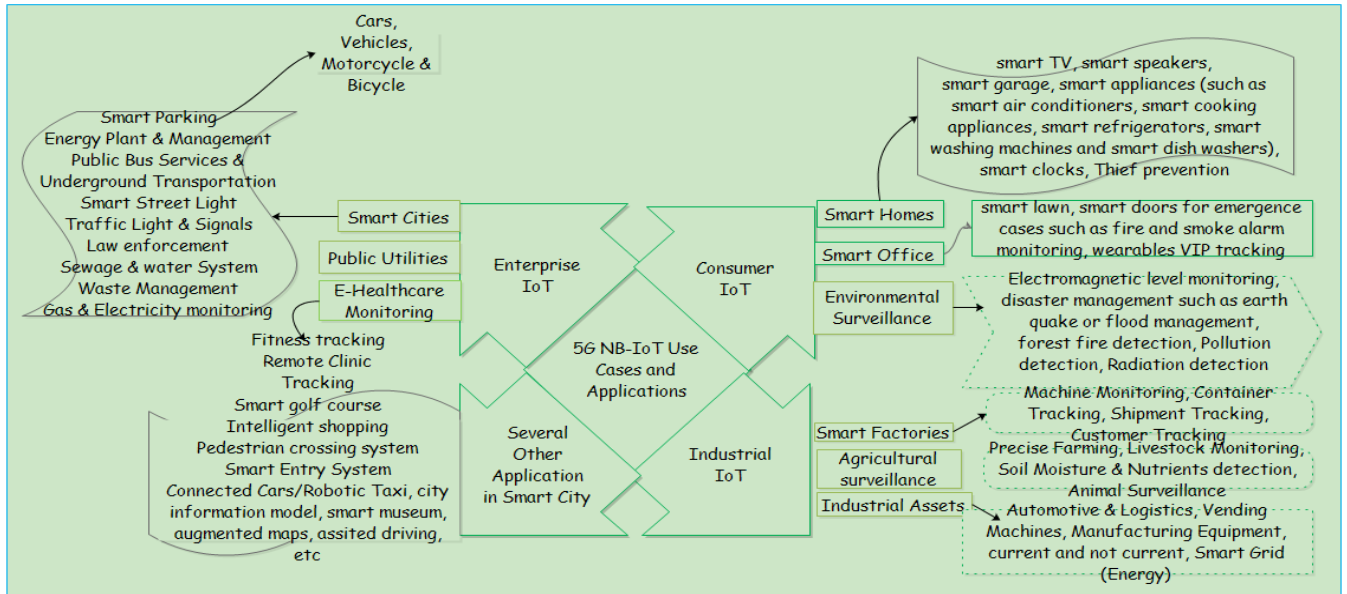 Cars,
Vehicles,
Motorcycle &
Bicycle
Smart Parking
Energy Plant & Management
Public Bus Services &
Underground Transportation
Smart Street Light
Traffic Light & Signals
Law enforcement
Sewage & water System
Waste Management
Gas & Electricity monitoring
Smart Cities
Public Utilities
E-Healthcare
Monitoring
Fitness tracking
Remote Clinic
Tracking
Smart golf course
Intelligent shopping
Pedestrian crossing system
Smart Entry System
Connected Cars/Robotic Taxi, city
information model, smart museum,
augmented maps, assited driving,
etc
Enterprise
IoT
Consumer
IoT
5G NB-IoT Use
Cases and
Applications
Several
Other
Application
in Smart City
Industrial
IoT
smart TV, smart speakers,
smart garage, smart appliances (such as
smart air conditioners, smart cooking
appliances, smart refrigerators, smart
washing machines and smart dish washers),
smart clocks, Thief prevention
Smart Homes
smart lawn, smart doors for emergence
cases such as fire and smoke alarm
monitoring, wearables VIP tracking
Smart Office
Environmental
Surveillance
Electromagnetic level monitoring,
disaster management such as earth
quake or flood management,
forest fire detection, Pollution
detection, Radiation detection
Machine Monitoring, Container
Tracking, Shipment Tracking,
Customer Tracking
Smart Factories
Agricultural
surveillance
Precise Farming, Livestock Monitoring,
Soil Moisture & Nutrients detection,
Animal Surveillance
Industrial Assets
Automotive & Logistics, Vending
Machines, Manufacturing Equipment,
current and not current, Smart Grid
(Energy)